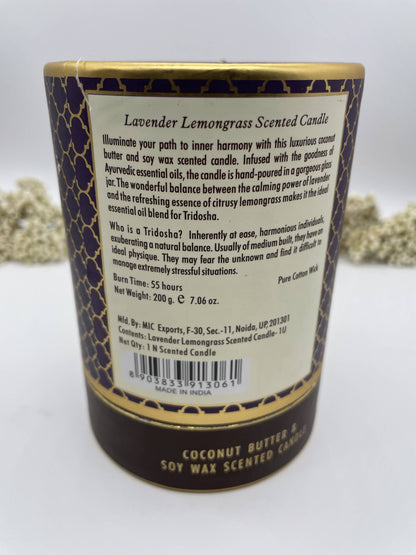 Lavender Lemongrass Scented Candle
Illuminate your path to inner harmony with this luxurious coconut
butter and soy wax scented candle. Infused with the goodness of
Ayurvedic essential oils, the candle is hand-poured in a gorgeous glass
jar. The wonderful balance between the calming power of lavender
and the refreshing essence of citrusy lemongrass makes it the ideal
essential oil blend for Tridosha.
Who is a Tridosha? Inherently at ease, harmonious individuals,
exuberating a natural balance. Usually of medium built, they have an
ideal physique. They may fear the unknown and find it difficult to
manage extremely stressful situations.
Pure Cotton Wick
Burn Time: 55 hours
Net Weight: 200 g. ℮ 7.06 oz.
Mfd. By: MIC Exports, F-30, Sec.-11, Noida, UP, 201301
Contents: Lavender Lemongrass Scented Candle- 1U
Net Qty: 1 N Scented Candle
8 903833 913061
MADE IN INDIA
COCONUT BUTTER &
SOY WAX SCENTED CANDLE